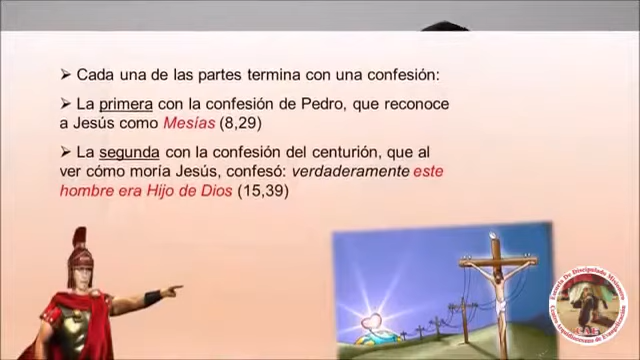 ➢ Cada una de las partes termina con una confesión:
➢ La primera con la confesión de Pedro, que reconoce
a Jesús como Mesías (8,29)
➢ La segunda con la confesión del centurión, que al
ver cómo moría Jesús, confesó: verdaderamente este
hombre era Hijo de Dios (15,39)